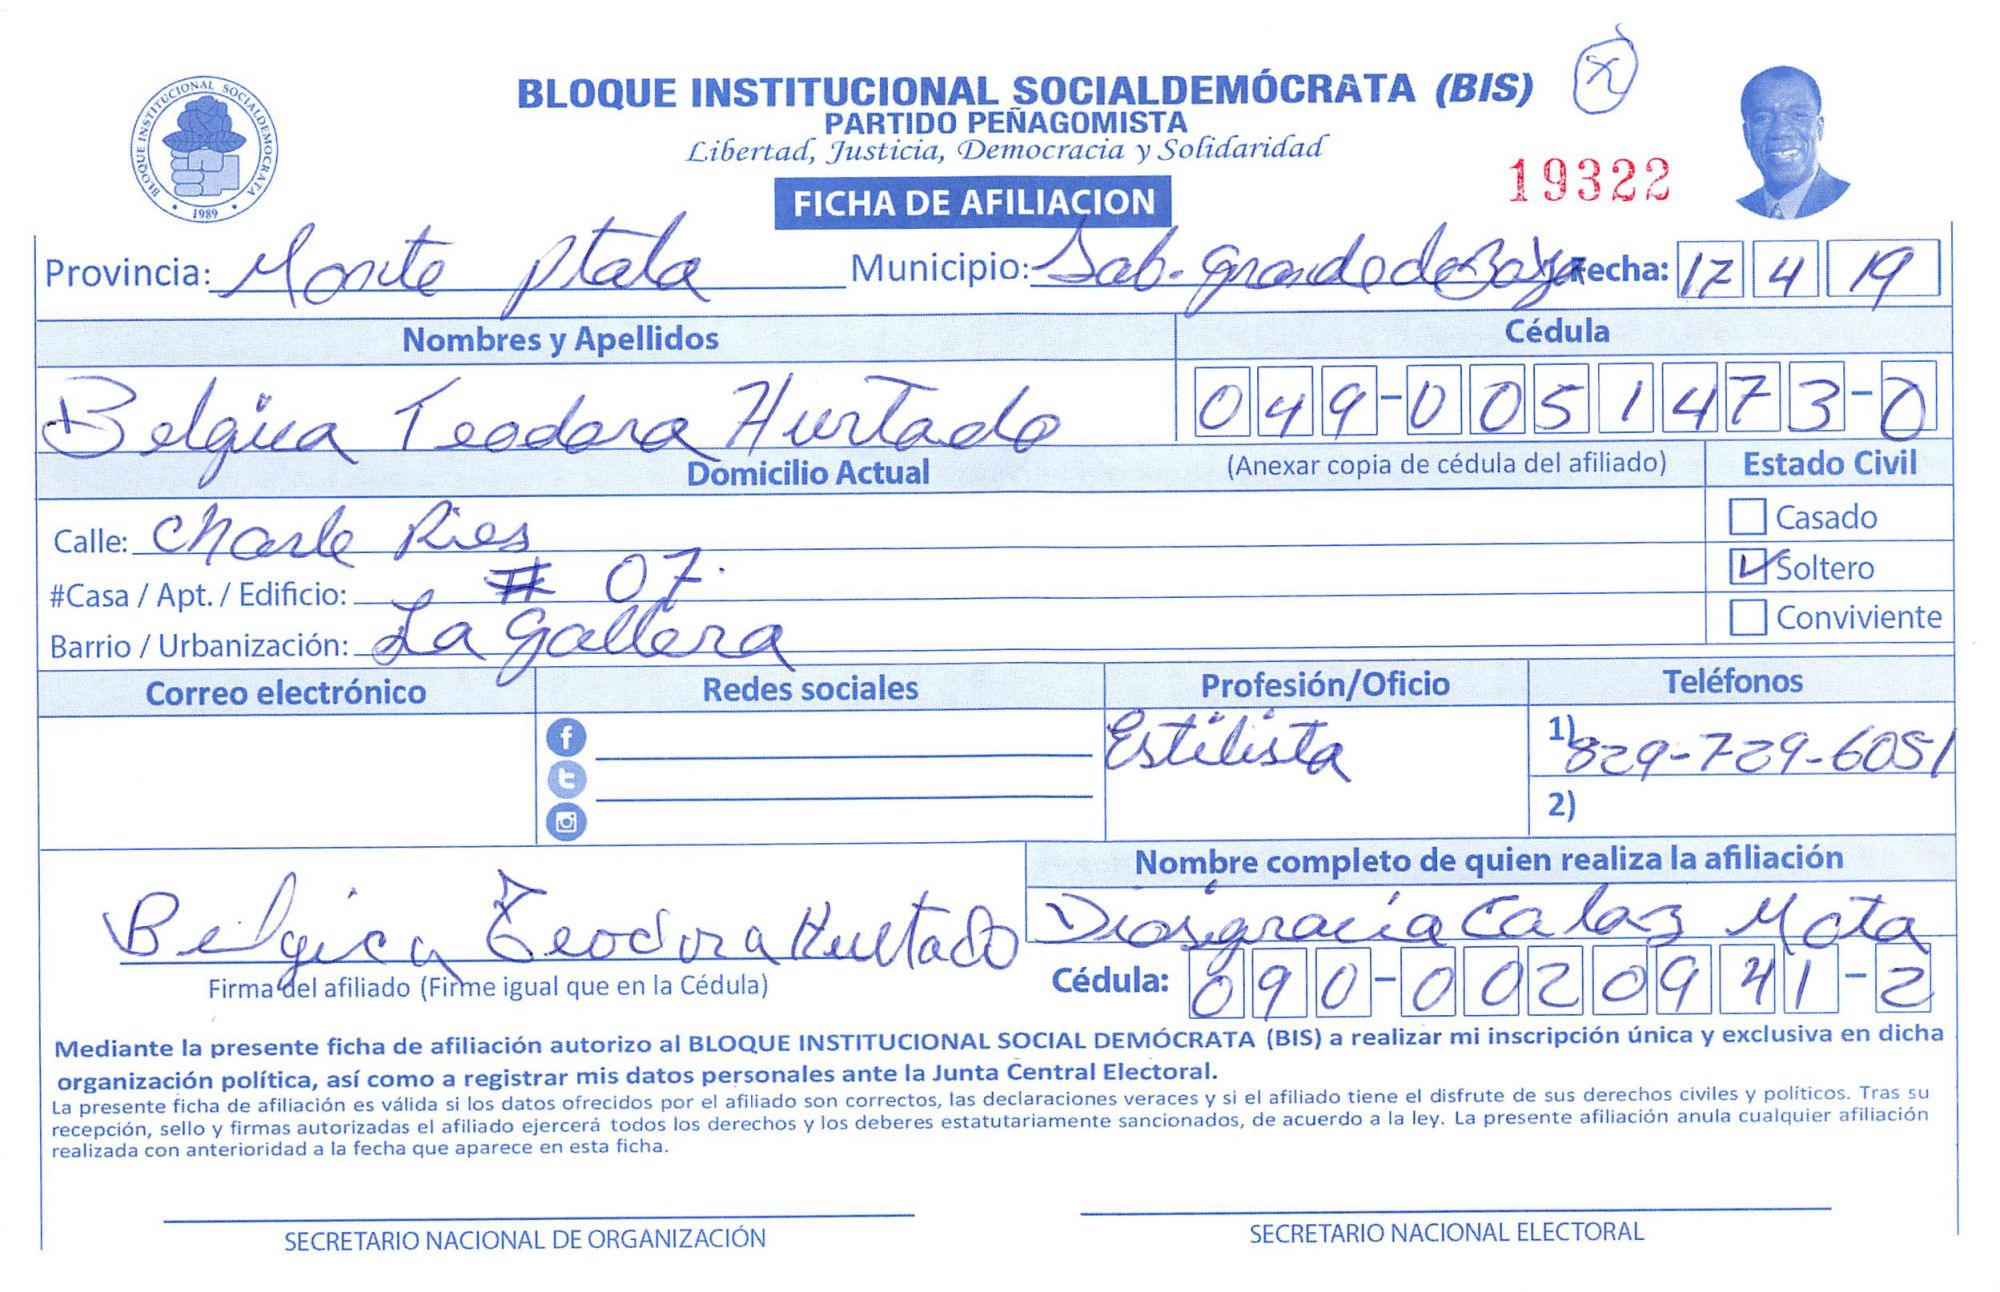 BLOQUE INSTITUCIONAL SOCIALDEMÓCRATA (BIS)
PARTIDO PEÑAGOMISTA
Libertad, Justicia, Democracia y Solidaridad
BLOQUE INSTITUCIONAL SOCIALDEMOCRATA
• 1989 •
19322
FICHA DE AFILIACION
Provincia: Monte Plata Municipio: Sab. Grande de Boya Fecha: 12 4 19
Nombres y Apellidos Cédula
Belgica Teodora Hurtado 049-0051473-0
Domicilio Actual (Anexar copia de cédula del afiliado) Estado Civil
Calle: Charle Ries Casado
#Casa / Apt. / Edificio: # 07. Soltero
Barrio / Urbanización: La Gallera Conviviente
Correo electrónico Redes sociales Profesión/Oficio Teléfonos
Estilista 1) 829-729-6051
2)
Nombre completo de quien realiza la afiliación
Belgica Teodora Hurtado Diosgracia Calaz Mota
Firma del afiliado (Firme igual que en la Cédula) Cédula: 090-0020941-2
Mediante la presente ficha de afiliación autorizo al BLOQUE INSTITUCIONAL SOCIAL DEMÓCRATA (BIS) a realizar mi inscripción única y exclusiva en dicha
organización política, así como a registrar mis datos personales ante la Junta Central Electoral.
La presente ficha de afiliación es válida si los datos ofrecidos por el afiliado son correctos, las declaraciones veraces y si el afiliado tiene el disfrute de sus derechos civiles y políticos. Tras su
recepción, sello y firmas autorizadas el afiliado ejercerá todos los derechos y los deberes estatutariamente sancionados, de acuerdo a la ley. La presente afiliación anula cualquier afiliación
realizada con anterioridad a la fecha que aparece en esta ficha.
SECRETARIO NACIONAL DE ORGANIZACIÓN SECRETARIO NACIONAL ELECTORAL